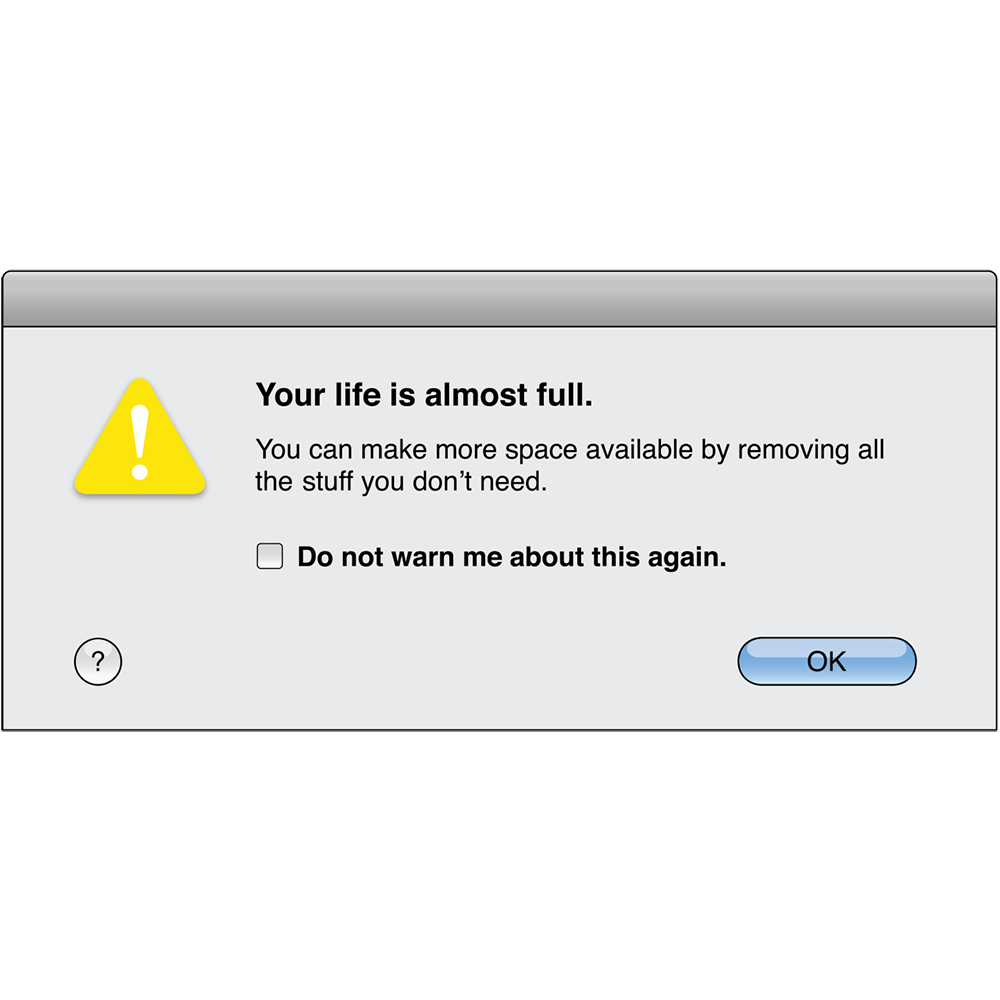 Your life is almost full.
You can make more space available by removing all
the stuff you don’t need.
Do not warn me about this again.
?
OK